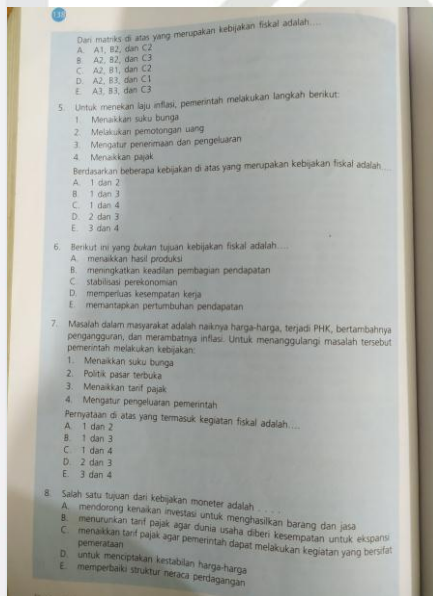 135
Dari matriks di atas yang merupakan kebijakan fiskal adalah....
A. A1, B2, dan C2
B. A2, B2, dan C3
C. A2, B1, dan C2
D. A2, B3, dan C1
E. A3, B3, dan C3
5. Untuk menekan laju inflasi, pemerintah melakukan langkah berikut:
1. Menaikkan suku bunga
2. Melakukan pemotongan uang
3. Mengatur penerimaan dan pengeluaran
4. Menaikkan pajak
Berdasarkan beberapa kebijakan di atas yang merupakan kebijakan fiskal adalah....
A. 1 dan 2
B. 1 dan 3
C. 1 dan 4
D. 2 dan 3
E. 3 dan 4
6. Berikut ini yang bukan tujuan kebijakan fiskal adalah....
A. menaikkan hasil produksi
B. meningkatkan keadilan pembagian pendapatan
C. stabilisasi perekonomian
D. memperluas kesempatan kerja
E. memantapkan pertumbuhan pendapatan
7. Masalah dalam masyarakat adalah naiknya harga-harga, terjadi PHK, bertambahnya
pengangguran, dan merambatnya inflasi. Untuk menanggulangi masalah tersebut
pemerintah melakukan kebijakan:
1. Menaikkan suku bunga
2. Politik pasar terbuka
3. Menaikkan tarif pajak
4. Mengatur pengeluaran pemerintah
Pernyataan di atas yang termasuk kegiatan fiskal adalah....
A. 1 dan 2
B. 1 dan 3
C. 1 dan 4
D. 2 dan 3
E. 3 dan 4
8. Salah satu tujuan dari kebijakan moneter adalah . . . .
A. mendorong kenaikan investasi untuk menghasilkan barang dan jasa
B. menurunkan tarif pajak agar dunia usaha diberi kesempatan untuk ekspansi
C. menaikkan tarif pajak agar pemerintah dapat melakukan kegiatan yang bersifat
pemerataan
D. untuk menciptakan kestabilan harga-harga
E. memperbaiki struktur neraca perdagangan